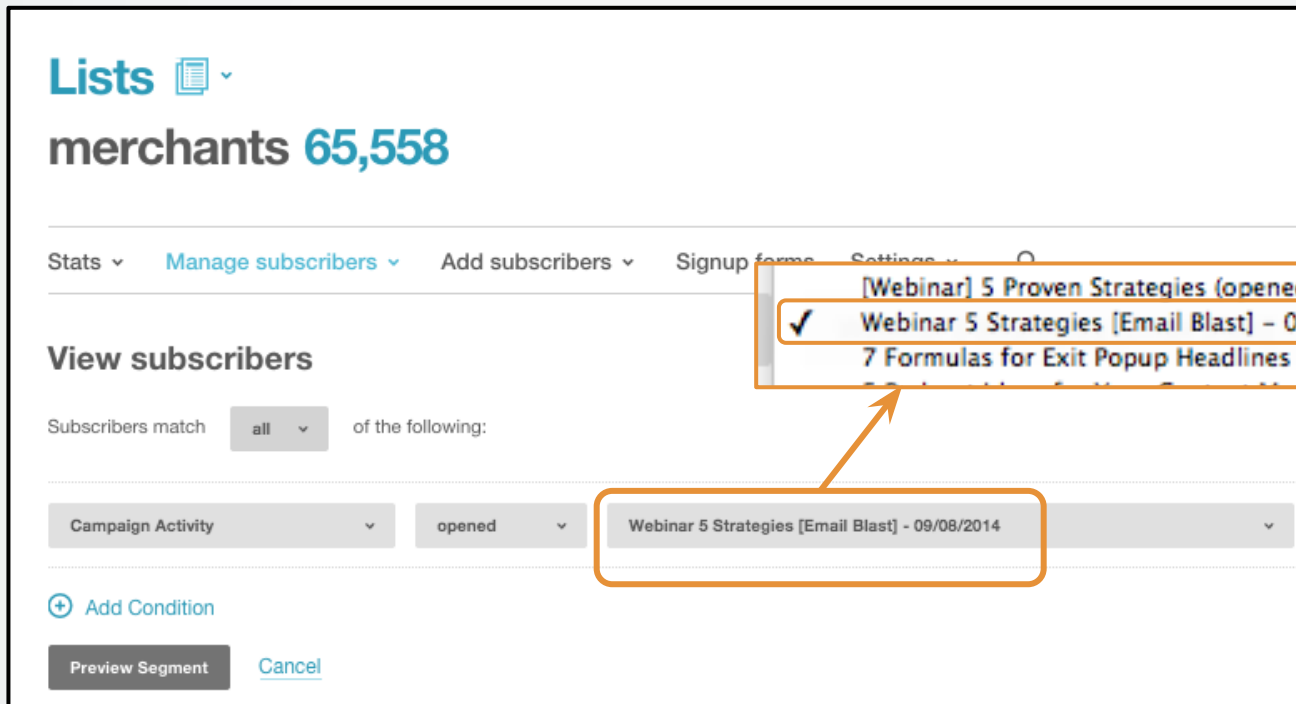 Lists
merchants 65,558
Stats Manage subscribers Add subscribers Signup forms Settings
[Webinar] 5 Proven Strategies (opene
✓ Webinar 5 Strategies [Email Blast] – 0
7 Formulas for Exit Popup Headlines
View subscribers
Subscribers match all of the following:
Campaign Activity opened Webinar 5 Strategies [Email Blast] - 09/08/2014
Add Condition
Preview Segment Cancel